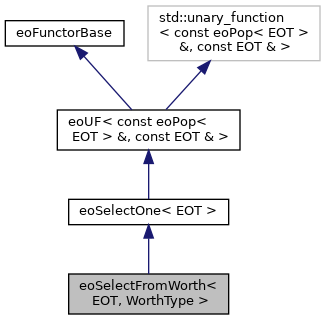 eoFunctorBase
std::unary_function
< const eoPop< EOT >
&, const EOT & >
eoUF< const eoPop<
EOT > &, const EOT & >
eoSelectOne< EOT >
eoSelectFromWorth<
EOT, WorthType >